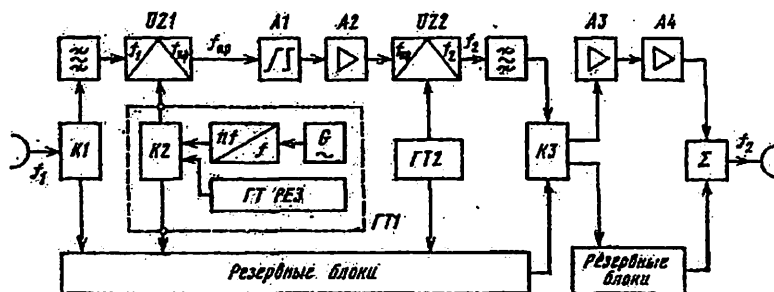 UZ1 A1 A2 UZ2 A3 A4
f₁ fпр fпр fпр f₂ f₂
K1 K2 nf f G ГТ2 K3 Σ f₂
f₁ ГТ РЕЗ
ГТ1
Резервные блоки Резервные блоки